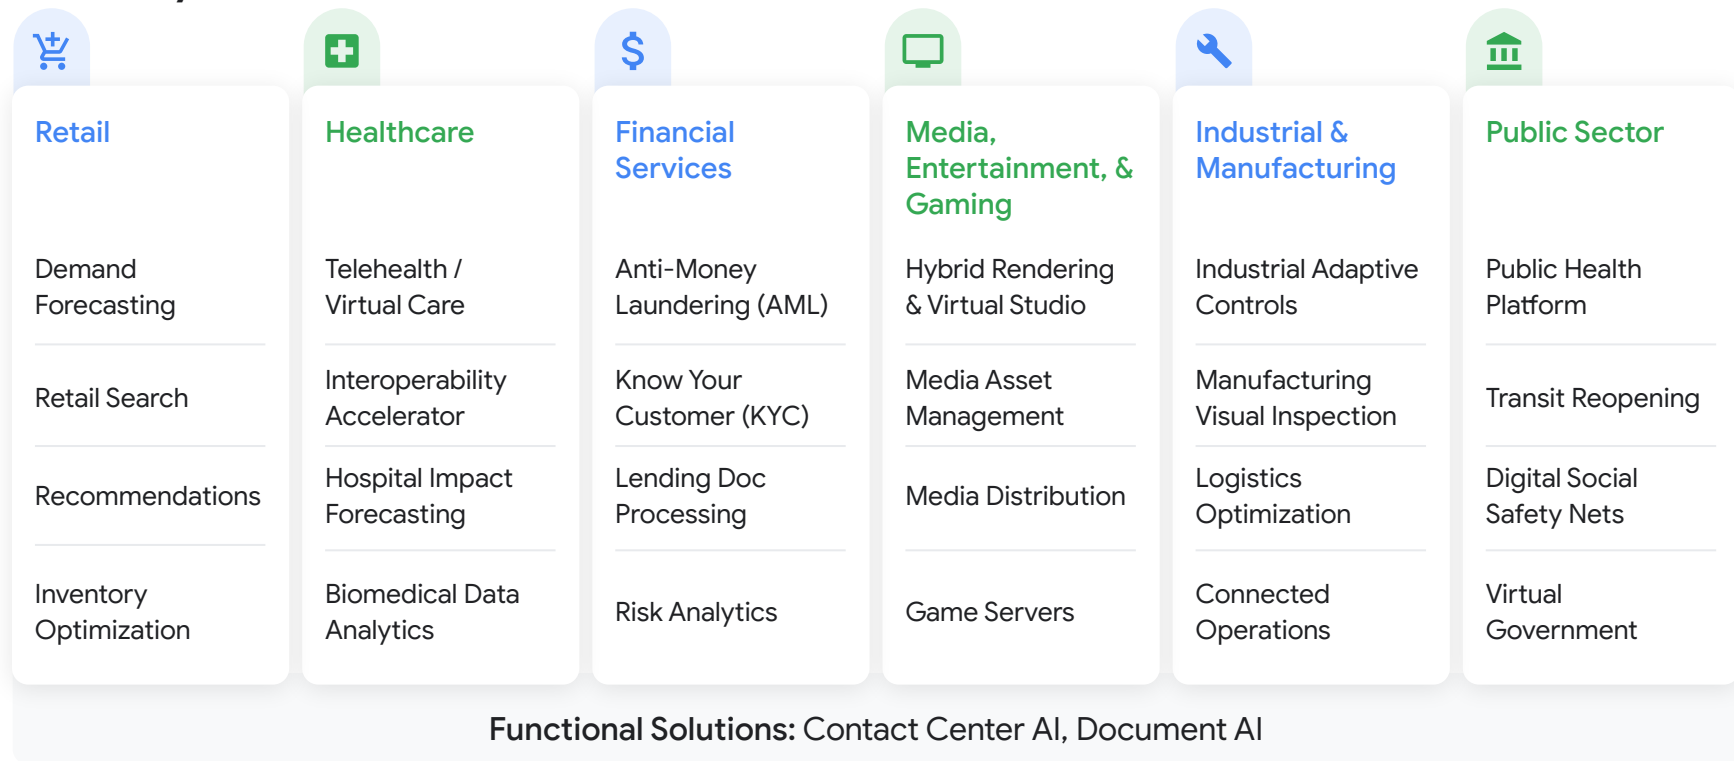 Retail
Demand
Forecasting
Retail Search
Recommendations
Inventory
Optimization
Healthcare
Telehealth /
Virtual Care
Interoperability
Accelerator
Hospital Impact
Forecasting
Biomedical Data
Analytics
Financial
Services
Anti-Money
Laundering (AML)
Know Your
Customer (KYC)
Lending Doc
Processing
Risk Analytics
Media,
Entertainment, &
Gaming
Hybrid Rendering
& Virtual Studio
Media Asset
Management
Media Distribution
Game Servers
Industrial &
Manufacturing
Industrial Adaptive
Controls
Manufacturing
Visual Inspection
Logistics
Optimization
Connected
Operations
Public Sector
Public Health
Platform
Transit Reopening
Digital Social
Safety Nets
Virtual
Government
Functional Solutions: Contact Center AI, Document AI